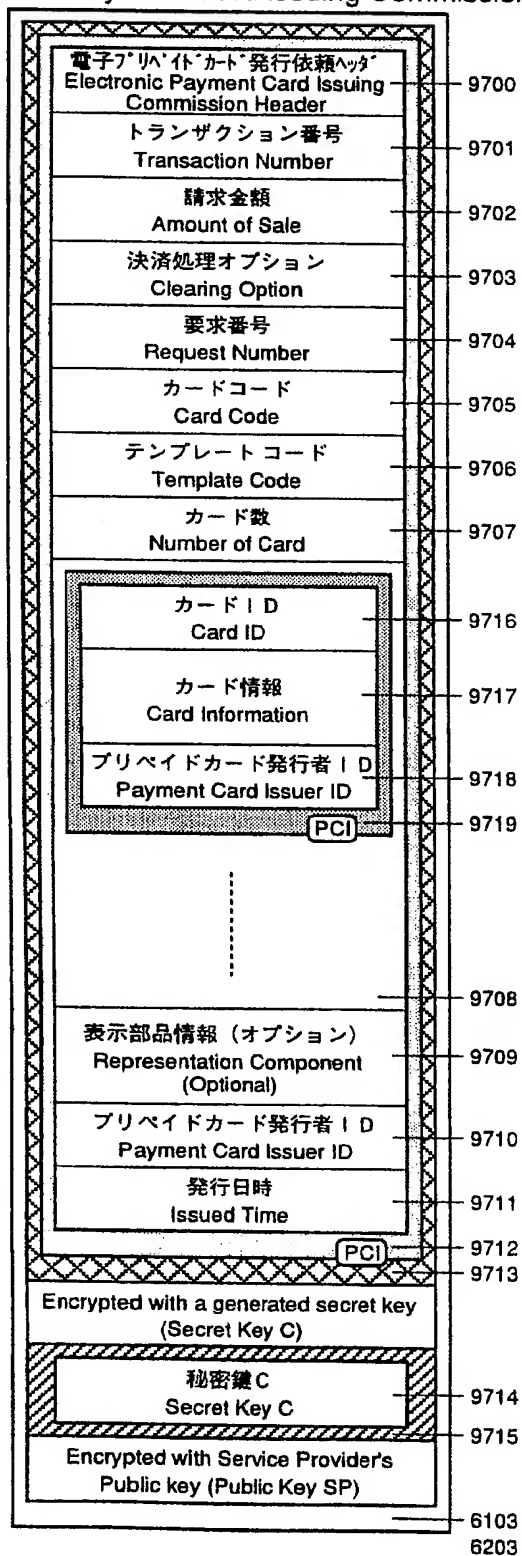 電子プリペイドカード発行依頼ヘッダ 9700
Electronic Payment Card Issuing
Commission Header
トランザクション番号 9701
Transaction Number
請求金額 9702
Amount of Sale
決済処理オプション 9703
Clearing Option
要求番号 9704
Request Number
カードコード 9705
Card Code
テンプレートコード 9706
Template Code
カード数 9707
Number of Card
カードID 9716
Card ID
カード情報 9717
Card Information
プリペイドカード発行者ID 9718
Payment Card Issuer ID
PCI 9719
9708
表示部品情報（オプション） 9709
Representation Component
(Optional)
プリペイドカード発行者ID 9710
Payment Card Issuer ID
発行日時 9711
Issued Time
PCI 9712
9713
Encrypted with a generated secret key
(Secret Key C)
秘密鍵C 9714
Secret Key C
9715
Encrypted with Service Provider's
Public key (Public Key SP)
6103
6203